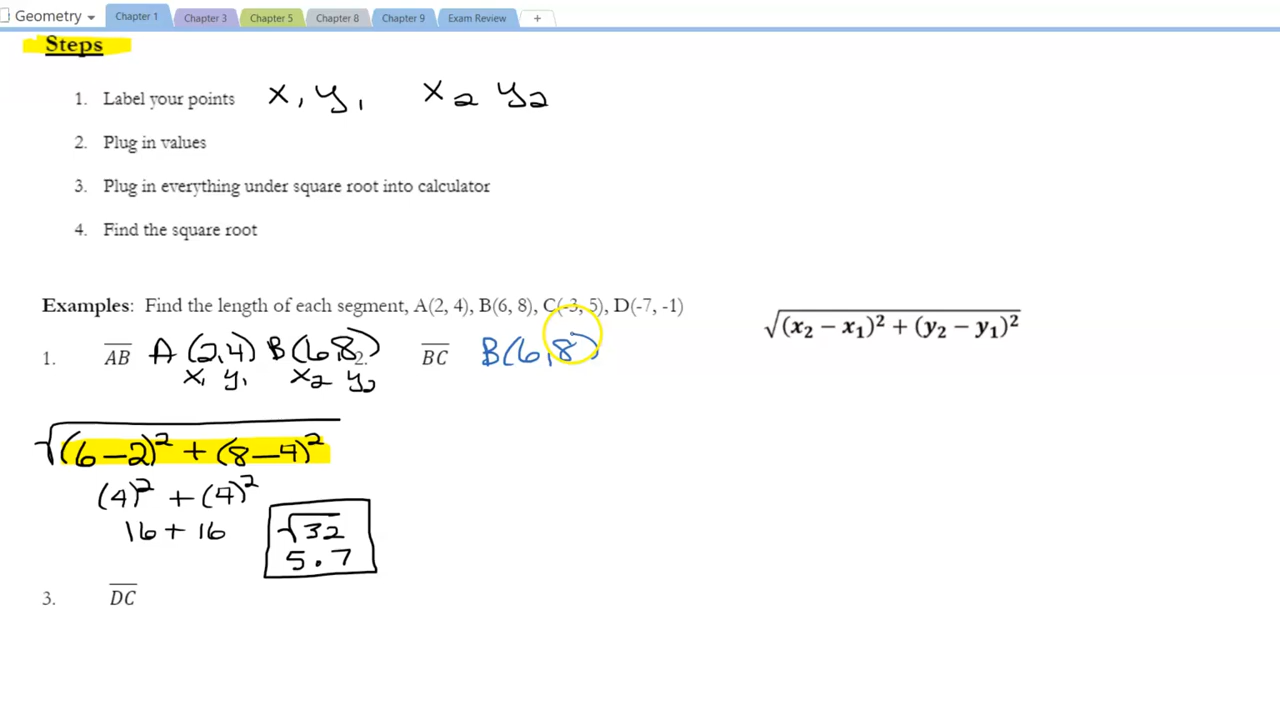 Geometry Chapter 1 Chapter 3 Chapter 5 Chapter 8 Chapter 9 Exam Review +
Steps
1. Label your points x₁ y₁ x₂ y₂
2. Plug in values
3. Plug in everything under square root into calculator
4. Find the square root
Examples: Find the length of each segment, A(2, 4), B(6, 8), C(-3, 5), D(-7, -1)
√(x₂ − x₁)² + (y₂ − y₁)²
1. AB A (2,4) B (6,8)
x₁ y₁ x₂ y₂
2. BC B(6,8)
√(6−2)² + (8−4)²
(4)² + (4)²
16 + 16
√32
5.7
3. DC